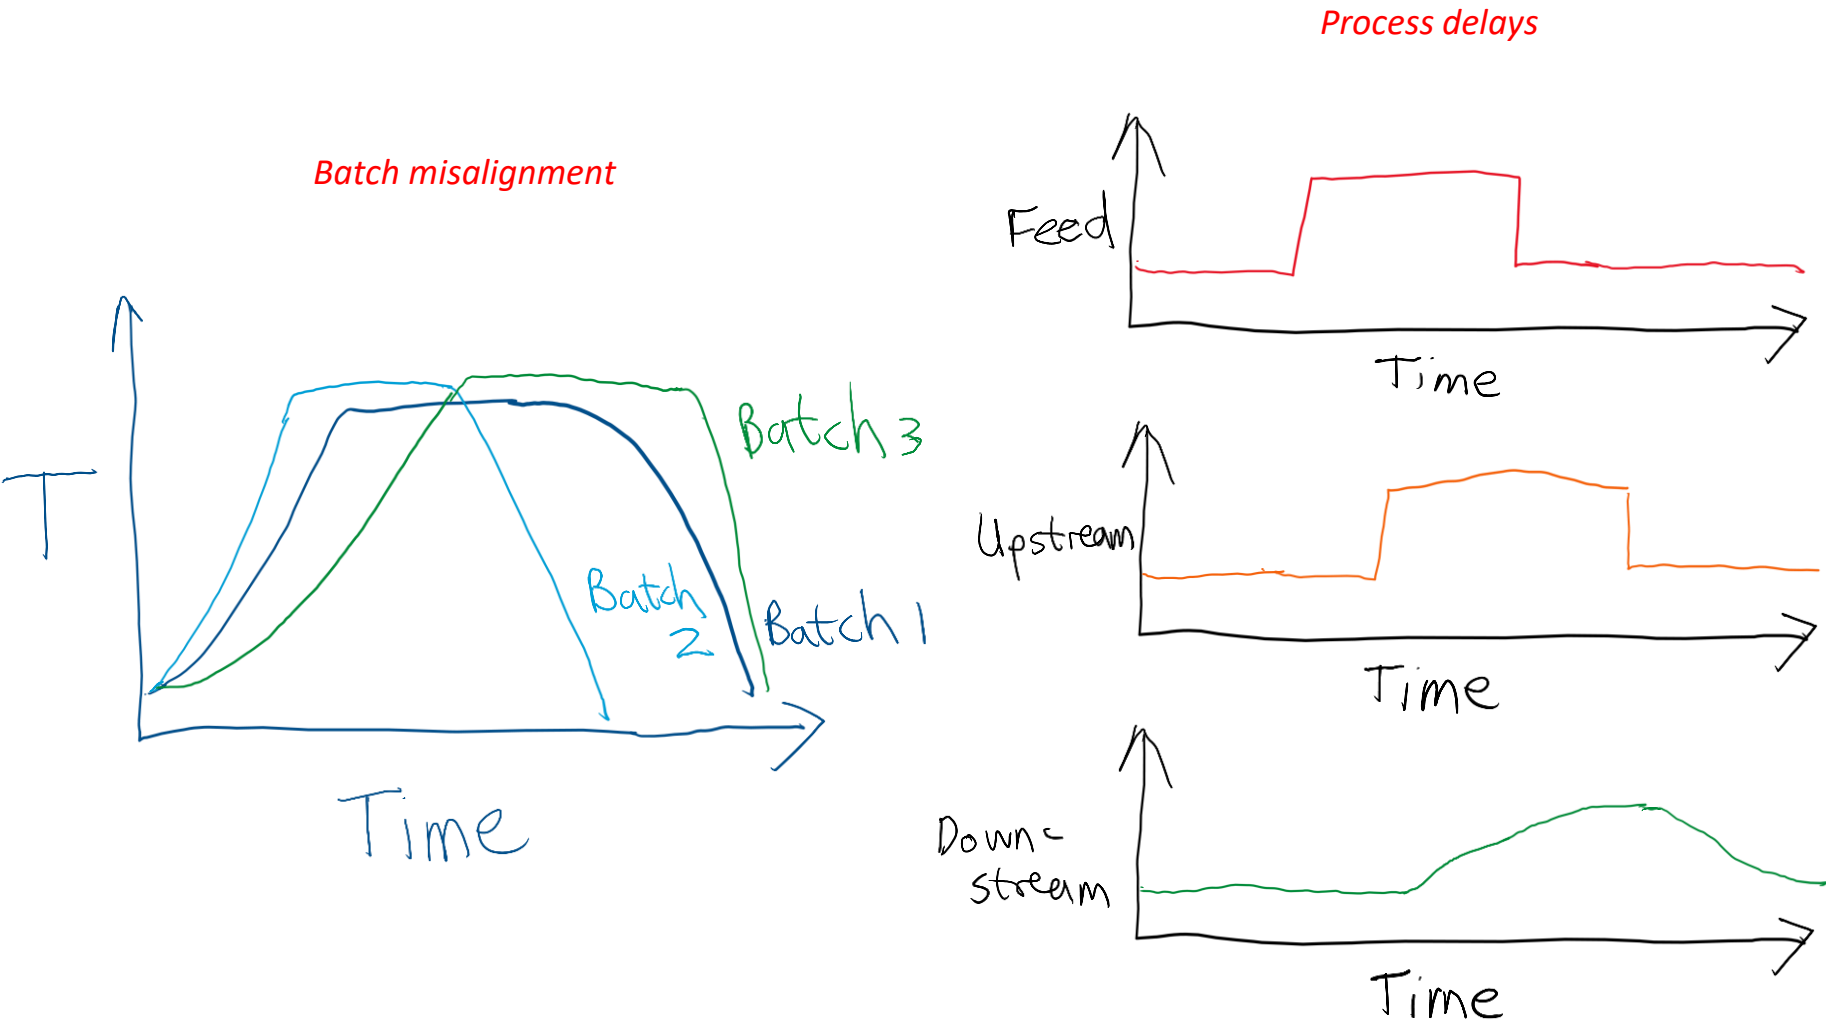 Process delays
Batch misalignment
Feed
Time
Upstream
Time
Down-
stream
Time
T
Batch 3
Batch
2
Batch 1
Time